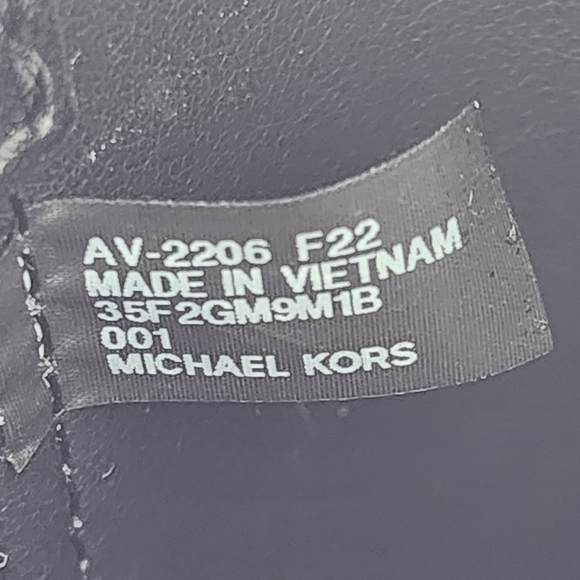 AV-2206 F22
MADE IN VIETNAM
35F2GM9M1B
001
MICHAEL KORS